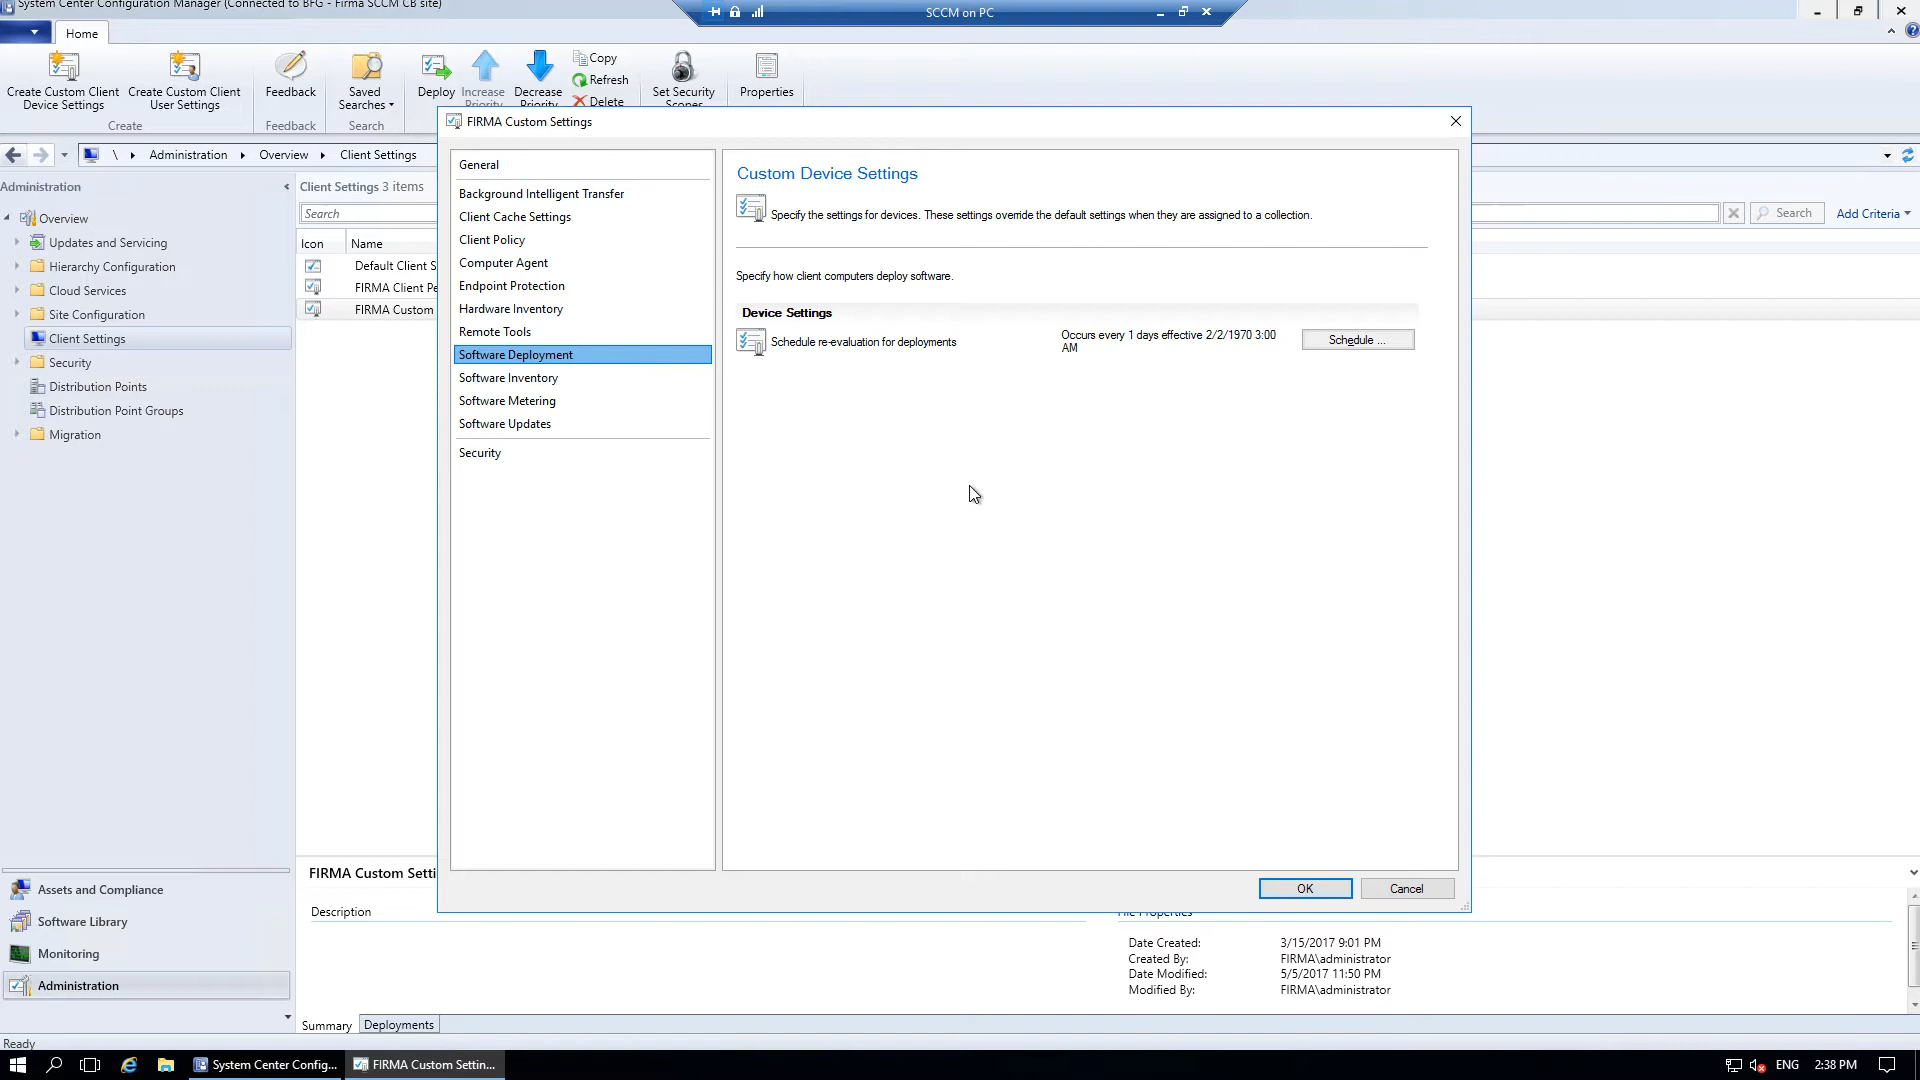 System Center Configuration Manager (Connected to BFG - Firma SCCM CB site)
SCCM on PC
Home
Create Custom Client Device Settings
Create Custom Client User Settings
Feedback
Saved Searches
Deploy
Increase Priority
Decrease Priority
Copy
Refresh
Delete
Set Security Scopes
Properties
Create
Feedback
Search
\ Administration Overview Client Settings
Administration
Overview
Updates and Servicing
Hierarchy Configuration
Cloud Services
Site Configuration
Client Settings
Security
Distribution Points
Distribution Point Groups
Migration
Assets and Compliance
Software Library
Monitoring
Administration
Client Settings 3 items
Search
Search
Add Criteria
Icon Name
Default Client S
FIRMA Client Pe
FIRMA Custom
FIRMA Custom Settings
General
Background Intelligent Transfer
Client Cache Settings
Client Policy
Computer Agent
Endpoint Protection
Hardware Inventory
Remote Tools
Software Deployment
Software Inventory
Software Metering
Software Updates
Security
Custom Device Settings
Specify the settings for devices. These settings override the default settings when they are assigned to a collection.
Specify how client computers deploy software.
Device Settings
Schedule re-evaluation for deployments
Occurs every 1 days effective 2/2/1970 3:00
AM
Schedule ...
OK
Cancel
FIRMA Custom Setti
Description
File Properties
Date Created: 3/15/2017 9:01 PM
Created By: FIRMA\administrator
Date Modified: 5/5/2017 11:50 PM
Modified By: FIRMA\administrator
Summary Deployments
Ready
System Center Config...
FIRMA Custom Settin...
ENG
2:38 PM